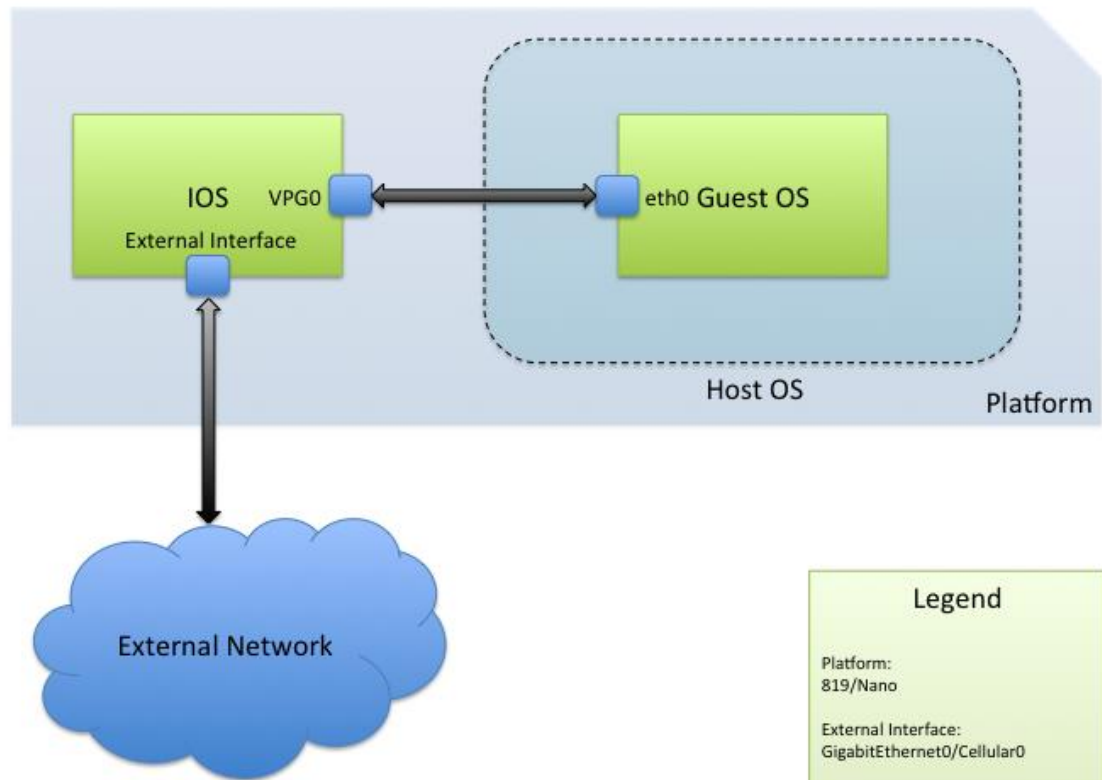 IOS
VPG0
External Interface
eth0 Guest OS
Host OS
Platform
External Network
Legend
Platform:
819/Nano
External Interface:
GigabitEthernet0/Cellular0